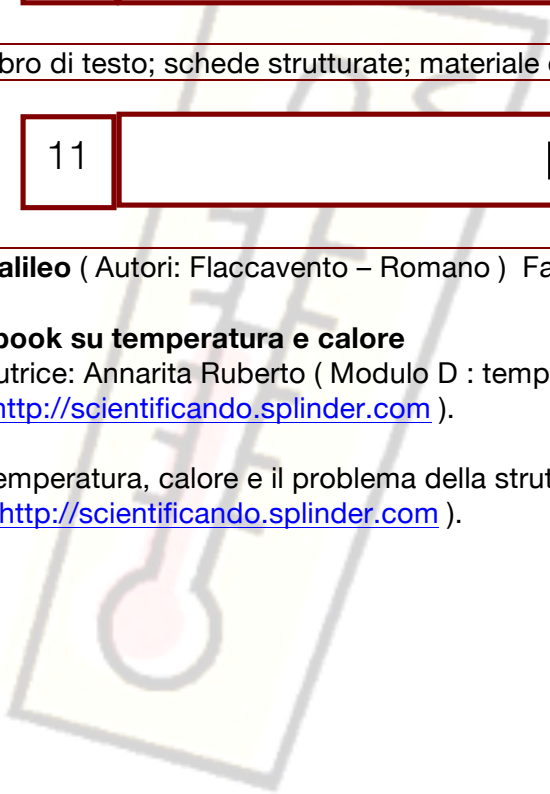 bro di testo; schede strutturate; materiale
11
alileo ( Autori: Flaccavento – Romano ) Fa
book su temperatura e calore
utrice: Annarita Ruberto ( Modulo D : temp
http://scientificando.splinder.com ).
emperatura, calore e il problema della strut
http://scientificando.splinder.com ).